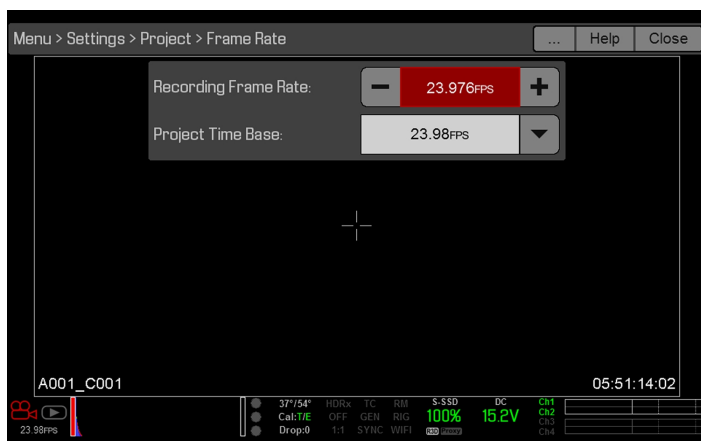 Menu > Settings > Project > Frame Rate
... Help Close
Recording Frame Rate: − 23.976FPS +
Project Time Base: 23.98FPS
A001_C001 05:51:14:02
37°/54° HDRx TC RM S-SSD DC Ch1
Cal:T/E OFF GEN RIG 100% 15.2V Ch2
Drop:0 1:1 SYNC WIFI R3D Proxy Ch3
23.98FPS Ch4